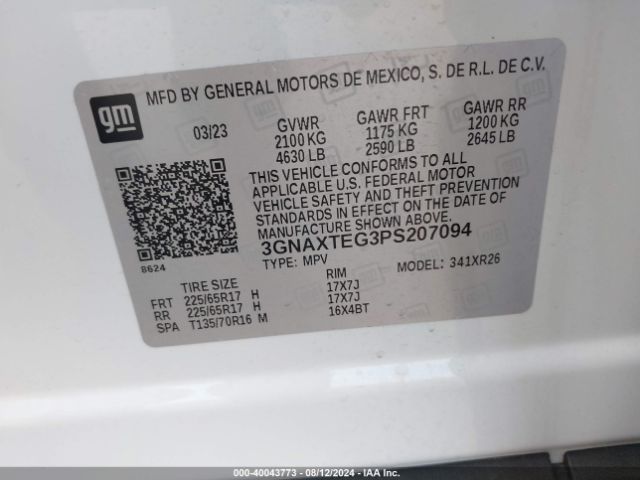 gm
MFD BY GENERAL MOTORS DE MEXICO, S. DE R.L. DE C.V.
03/23 GVWR GAWR FRT GAWR RR
2100 KG 1175 KG 1200 KG
4630 LB 2590 LB 2645 LB
THIS VEHICLE CONFORMS TO ALL
APPLICABLE U.S. FEDERAL MOTOR
VEHICLE SAFETY AND THEFT PREVENTION
STANDARDS IN EFFECT ON THE DATE OF
MANUFACTURE SHOWN ABOVE.
3GNAXTEG3PS207094
8624
TYPE: MPV MODEL: 341XR26
TIRE SIZE RIM
FRT 225/65R17 H 17X7J
RR 225/65R17 H 17X7J
SPA T135/70R16 M 16X4BT
© IAA - 40043773 - 08/12/2024 - IAA Inc.